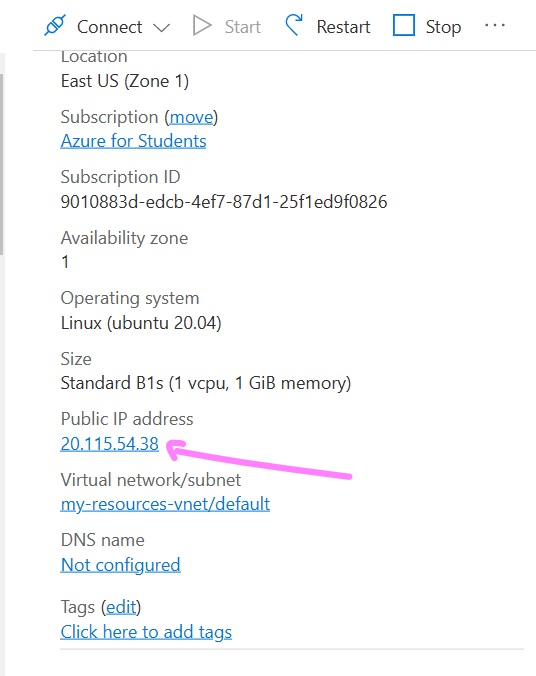 Connect Start Restart Stop ...
Location
East US (Zone 1)
Subscription (move)
Azure for Students
Subscription ID
9010883d-edcb-4ef7-87d1-25f1ed9f0826
Availability zone
1
Operating system
Linux (ubuntu 20.04)
Size
Standard B1s (1 vcpu, 1 GiB memory)
Public IP address
20.115.54.38
Virtual network/subnet
my-resources-vnet/default
DNS name
Not configured
Tags (edit)
Click here to add tags